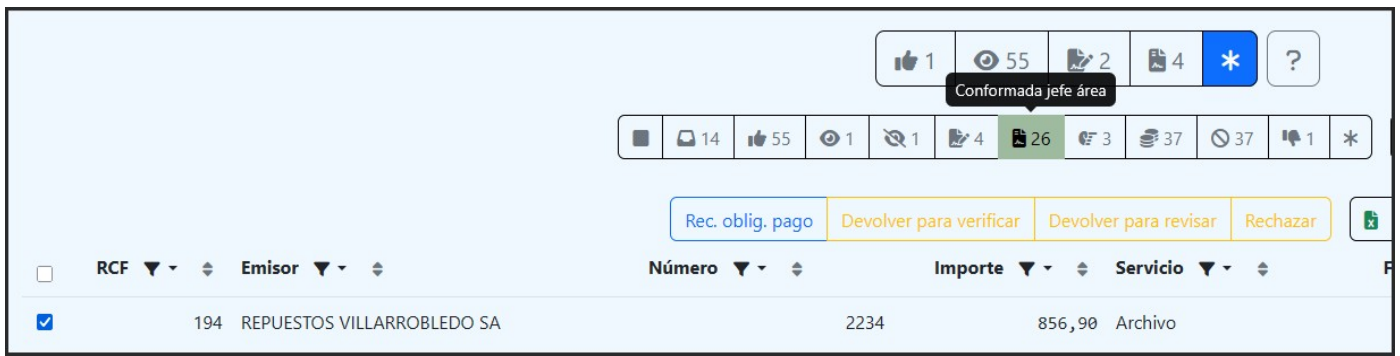 1 55 2 4 * ?
Conformada jefe área
14 55 1 1 4 26 3 37 37 1 *
Rec. oblig. pago Devolver para verificar Devolver para revisar Rechazar
RCF Emisor Número Importe Servicio F
194 REPUESTOS VILLARROBLEDO SA 2234 856,90 Archivo